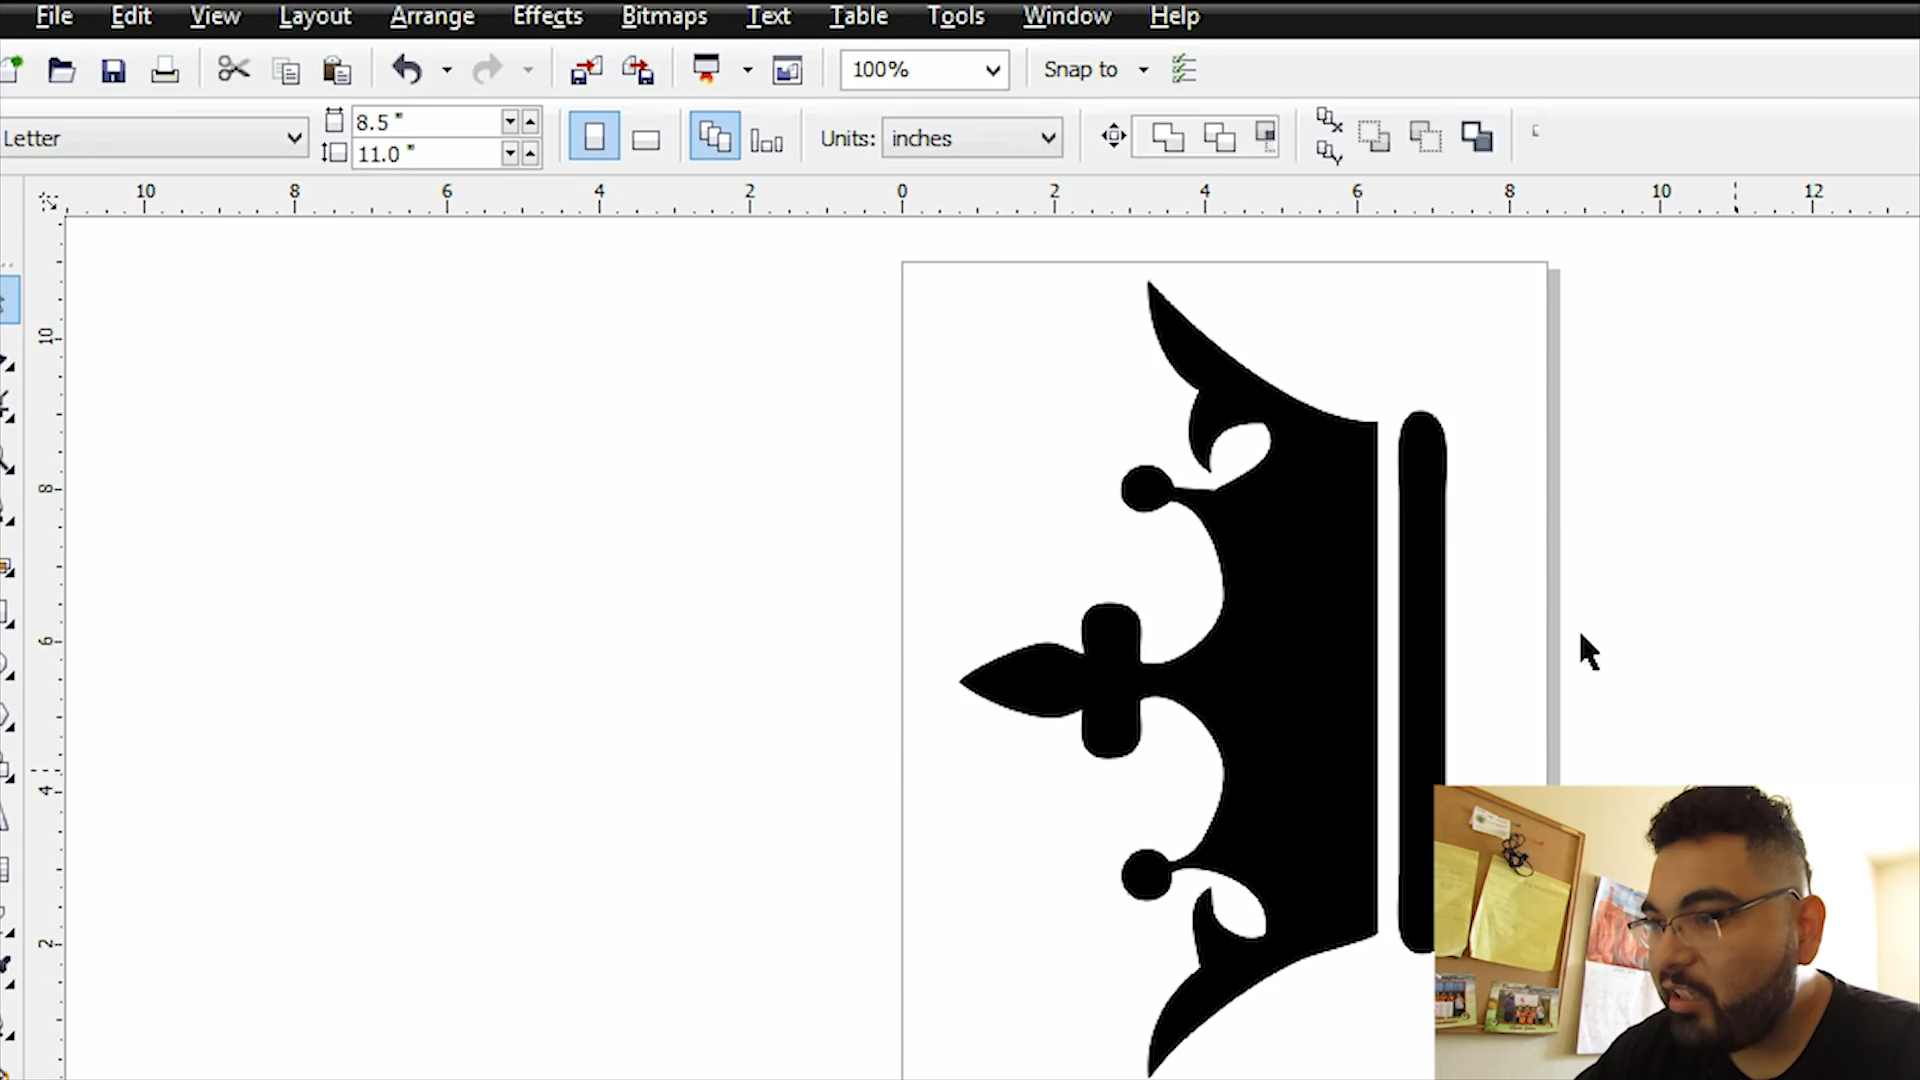 File Edit View Layout Arrange Effects Bitmaps Text Table Tools Window Help
100% Snap to
Letter 8.5 " Units: inches
11.0 "
10 8 6 4 2 0 2 4 6 8 10 12
10
8
6
4
2